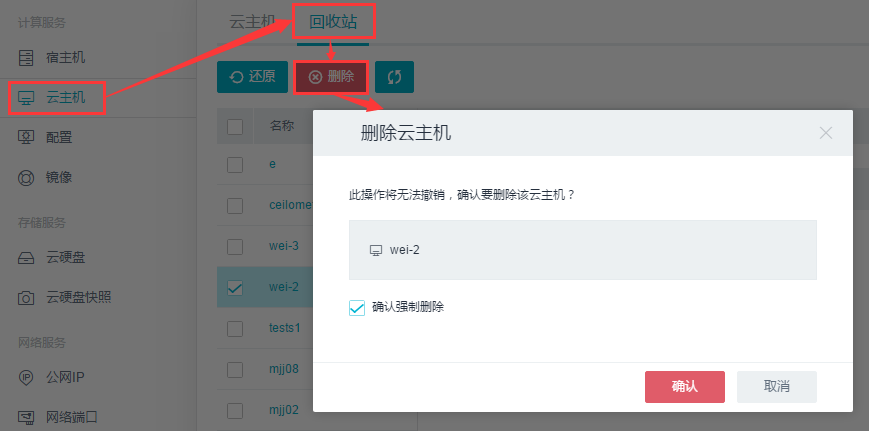 计算服务
宿主机
云主机
配置
镜像
存储服务
云硬盘
云硬盘快照
网络服务
公网IP
网络端口
云主机
回收站
还原
删除
名称
e
ceilome
wei-3
wei-2
tests1
mjj08
mjj02
删除云主机
此操作将无法撤销，确认要删除该云主机？
wei-2
确认强制删除
确认
取消